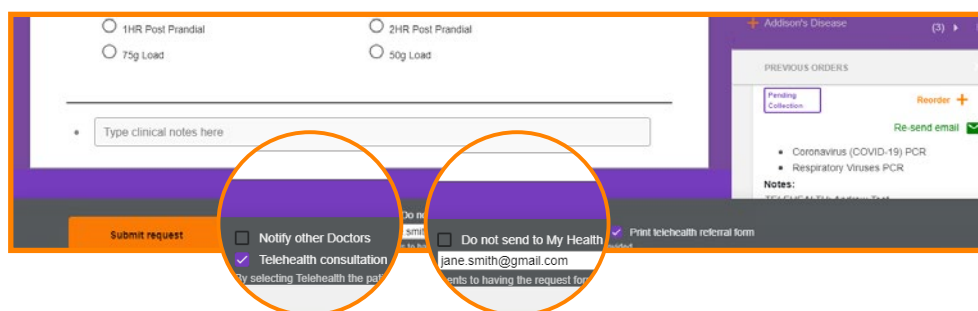 1HR Post Prandial
2HR Post Prandial
75g Load
50g Load
Type clinical notes here
Addison's Disease
(3)
PREVIOUS ORDERS
Pending
Collection
Reorder
Re-send email
Coronavirus (COVID-19) PCR
Respiratory Viruses PCR
Notes:
Submit request
Notify other Doctors
Telehealth consultation
By selecting Telehealth the
Do not send to My Health
jane.smith@gmail.com
to having the request
Print telehealth referral form